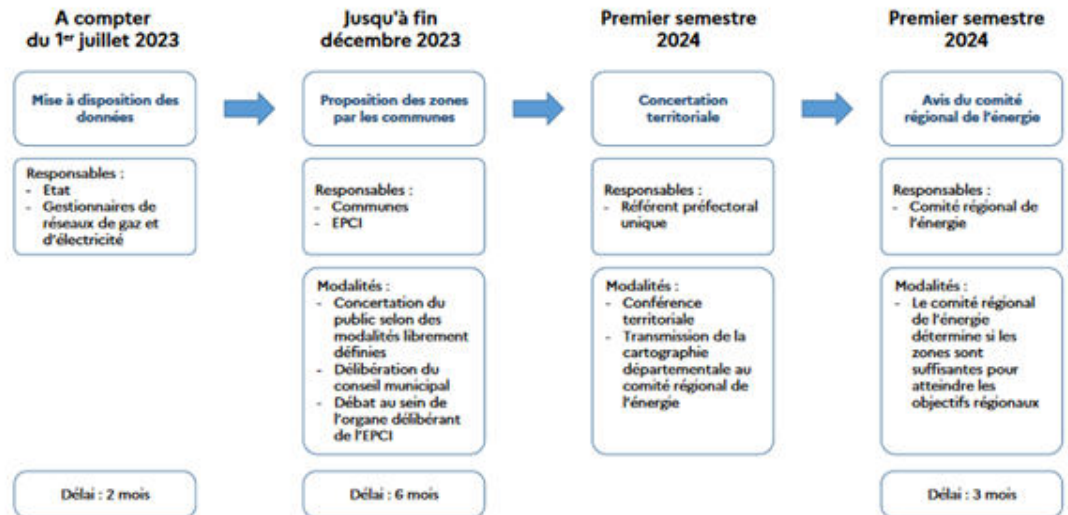 A compter
du 1er juillet 2023
Mise à disposition des
données
Responsables :
- Etat
- Gestionnaires de
réseaux de gaz et
d'électricité
Délai : 2 mois
Jusqu'à fin
décembre 2023
Proposition des zones
par les communes
Responsables :
- Communes
- EPCI
Modalités :
- Concertation du
public selon des
modalités librement
définies
- Délibération du
conseil municipal
- Débat au sein de
l'organe délibérant
de l'EPCI
Délai : 6 mois
Premier semestre
2024
Concertation
territoriale
Responsables :
- Référent préfectoral
unique
Modalités :
- Conférence
territoriale
- Transmission de la
cartographie
départementale au
comité régional de
l'énergie
Premier semestre
2024
Avis du comité
régional de l'énergie
Responsables :
- Comité régional de
l'énergie
Modalités :
- Le comité régional
de l'énergie
détermine si les
zones sont
suffisantes pour
atteindre les
objectifs régionaux
Délai : 3 mois